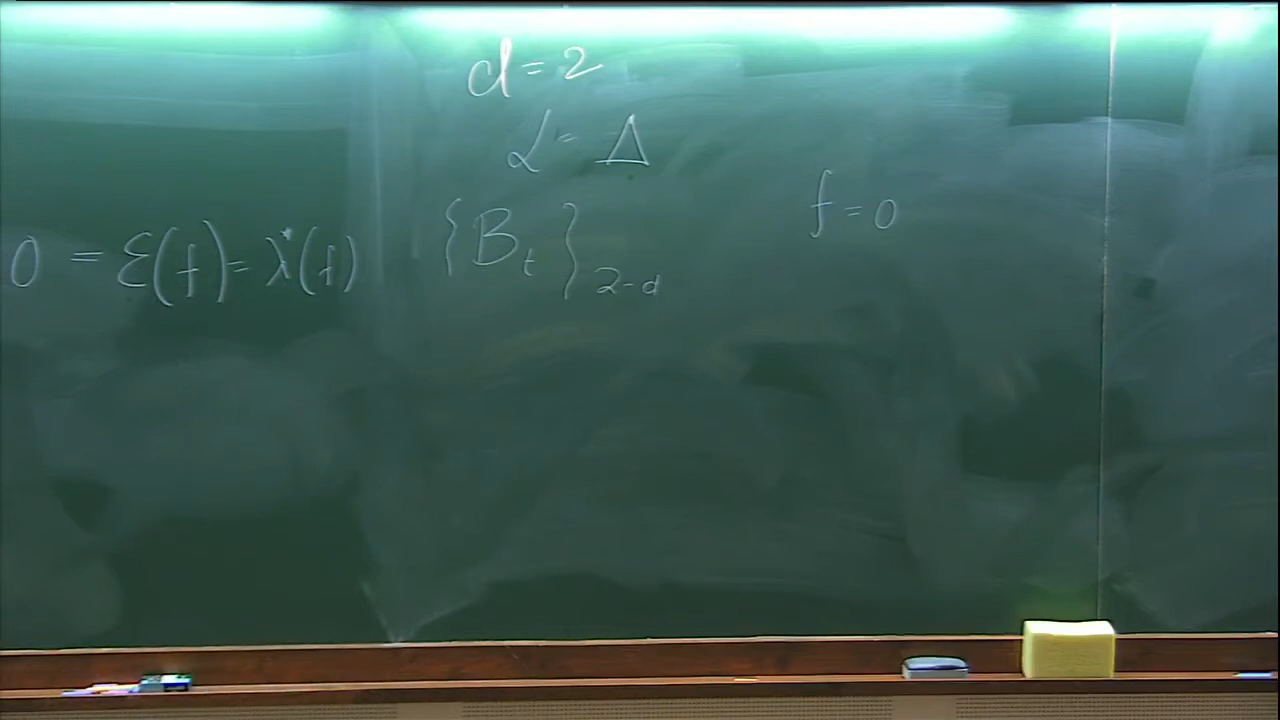 d = 2
ℒ = Δ
f = 0
0 = ℰ(f) = λ*(f)
{B_t}_{2-d}